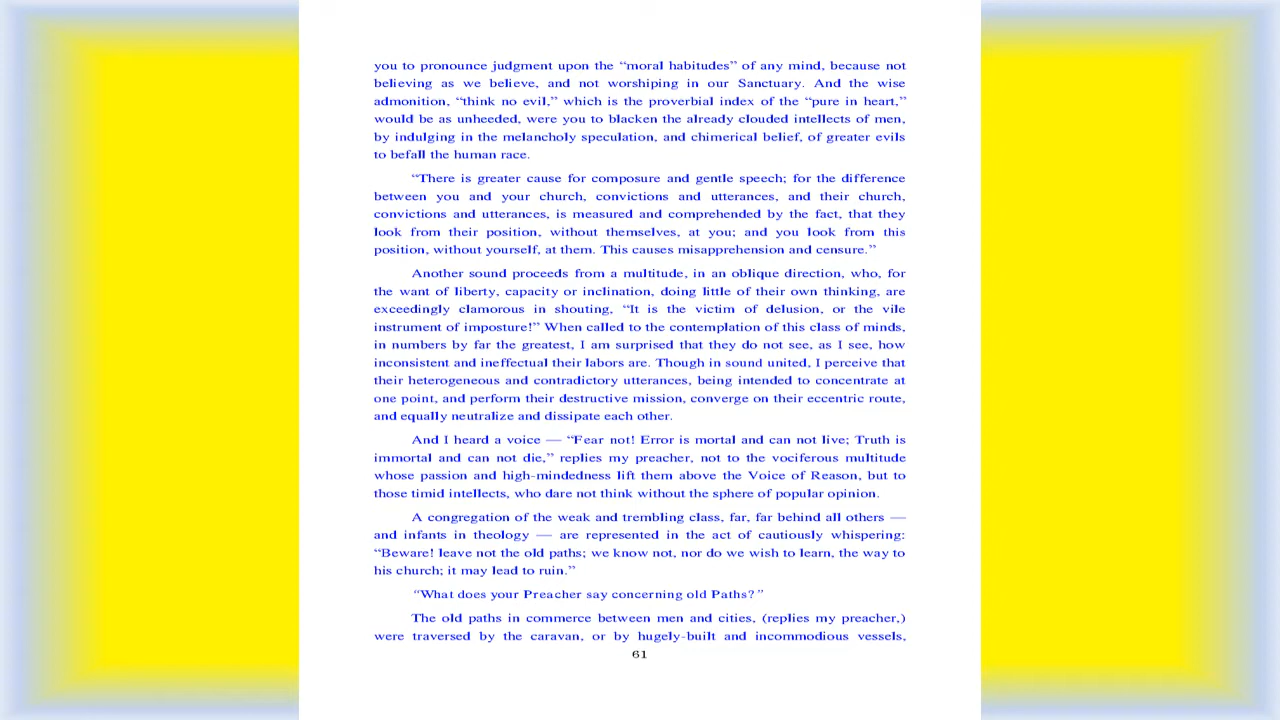 you to pronounce judgment upon the “moral habitudes” of any mind, because not
believing as we believe, and not worshiping in our Sanctuary. And the wise
admonition, “think no evil,” which is the proverbial index of the “pure in heart,”
would be as unheeded, were you to blacken the already clouded intellects of men,
by indulging in the melancholy speculation, and chimerical belief, of greater evils
to befall the human race.
“There is greater cause for composure and gentle speech; for the difference
between you and your church, convictions and utterances, and their church,
convictions and utterances, is measured and comprehended by the fact, that they
look from their position, without themselves, at you; and you look from this
position, without yourself, at them. This causes misapprehension and censure.”
Another sound proceeds from a multitude, in an oblique direction, who, for
the want of liberty, capacity or inclination, doing little of their own thinking, are
exceedingly clamorous in shouting, “It is the victim of delusion, or the vile
instrument of imposture!” When called to the contemplation of this class of minds,
in numbers by far the greatest, I am surprised that they do not see, as I see, how
inconsistent and ineffectual their labors are. Though in sound united, I perceive that
their heterogeneous and contradictory utterances, being intended to concentrate at
one point, and perform their destructive mission, converge on their eccentric route,
and equally neutralize and dissipate each other.
And I heard a voice — “Fear not! Error is mortal and can not live; Truth is
immortal and can not die,” replies my preacher, not to the vociferous multitude
whose passion and high-mindedness lift them above the Voice of Reason, but to
those timid intellects, who dare not think without the sphere of popular opinion.
A congregation of the weak and trembling class, far, far behind all others —
and infants in theology — are represented in the act of cautiously whispering:
“Beware! leave not the old paths; we know not, nor do we wish to learn, the way to
his church; it may lead to ruin.”
“What does your Preacher say concerning old Paths?”
The old paths in commerce between men and cities, (replies my preacher,)
were traversed by the caravan, or by hugely-built and incommodious vessels,
61